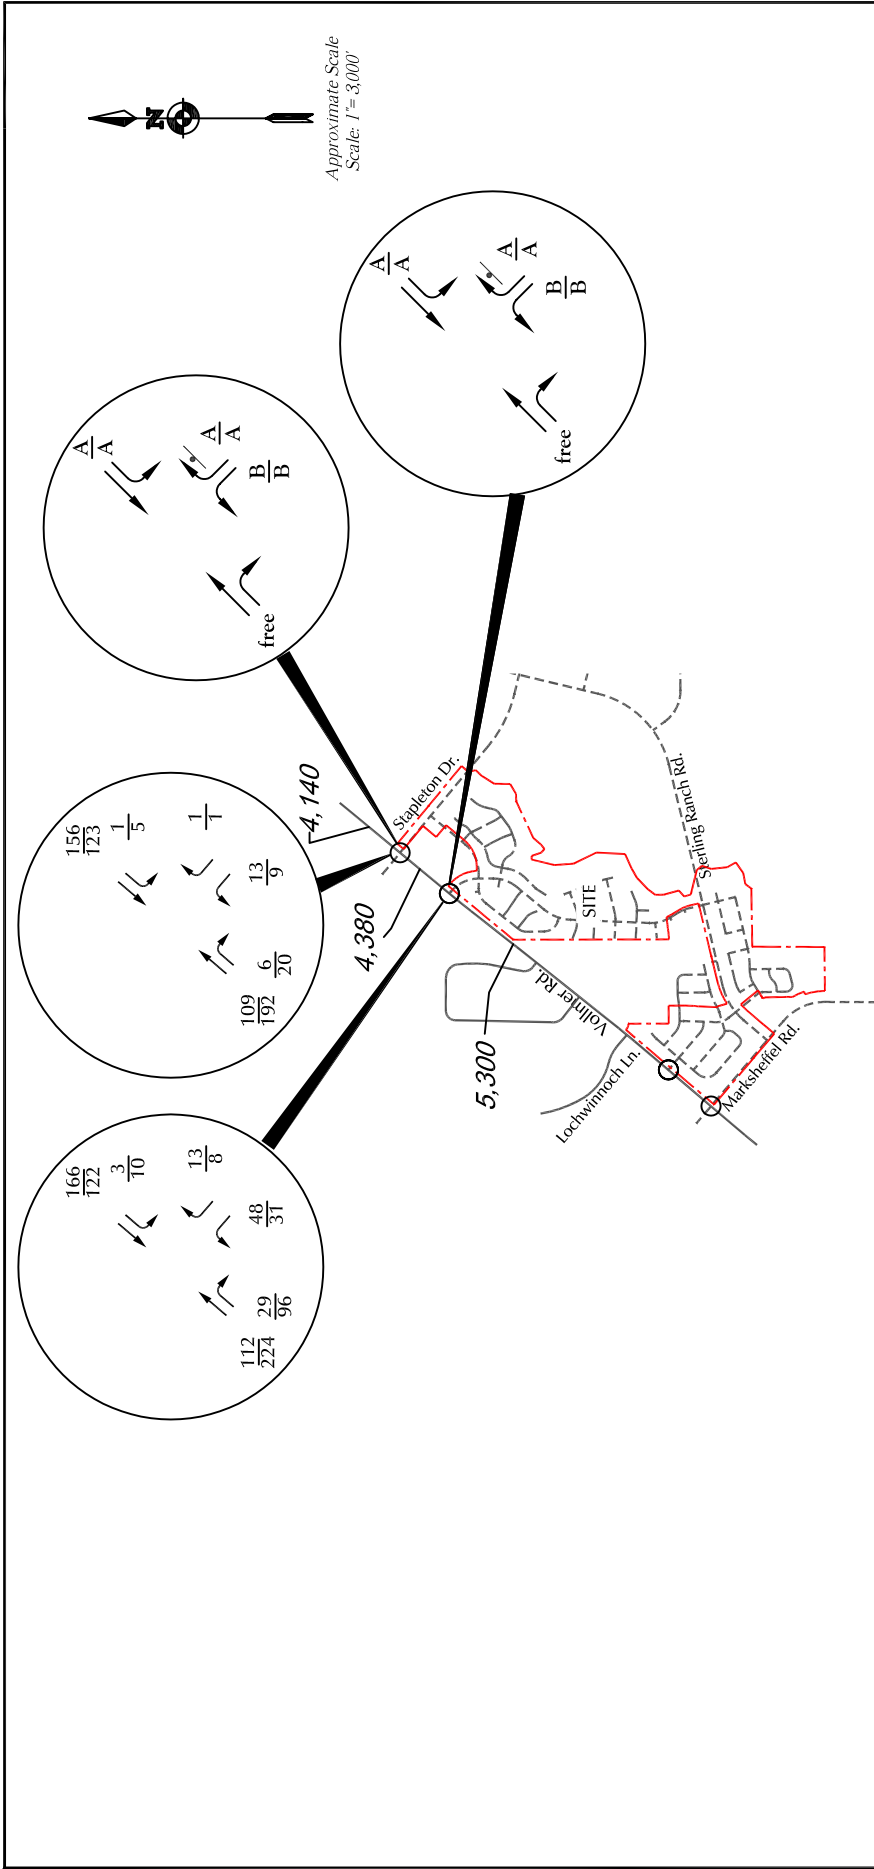 N
Approximate Scale
Scale: 1"= 3,000'
A
A
A
A
B
B
free
A
A
A
A
B
B
free
156
123
1
5
1
1
13
9
6
20
109
192
166
122
3
10
13
8
48
31
29
96
112
224
4,140
Stapleton Dr.
4,380
5,300
Vollmer Rd.
SITE
Sterling Ranch Rd.
Lochwinnoch Ln.
Marksheffel Rd.